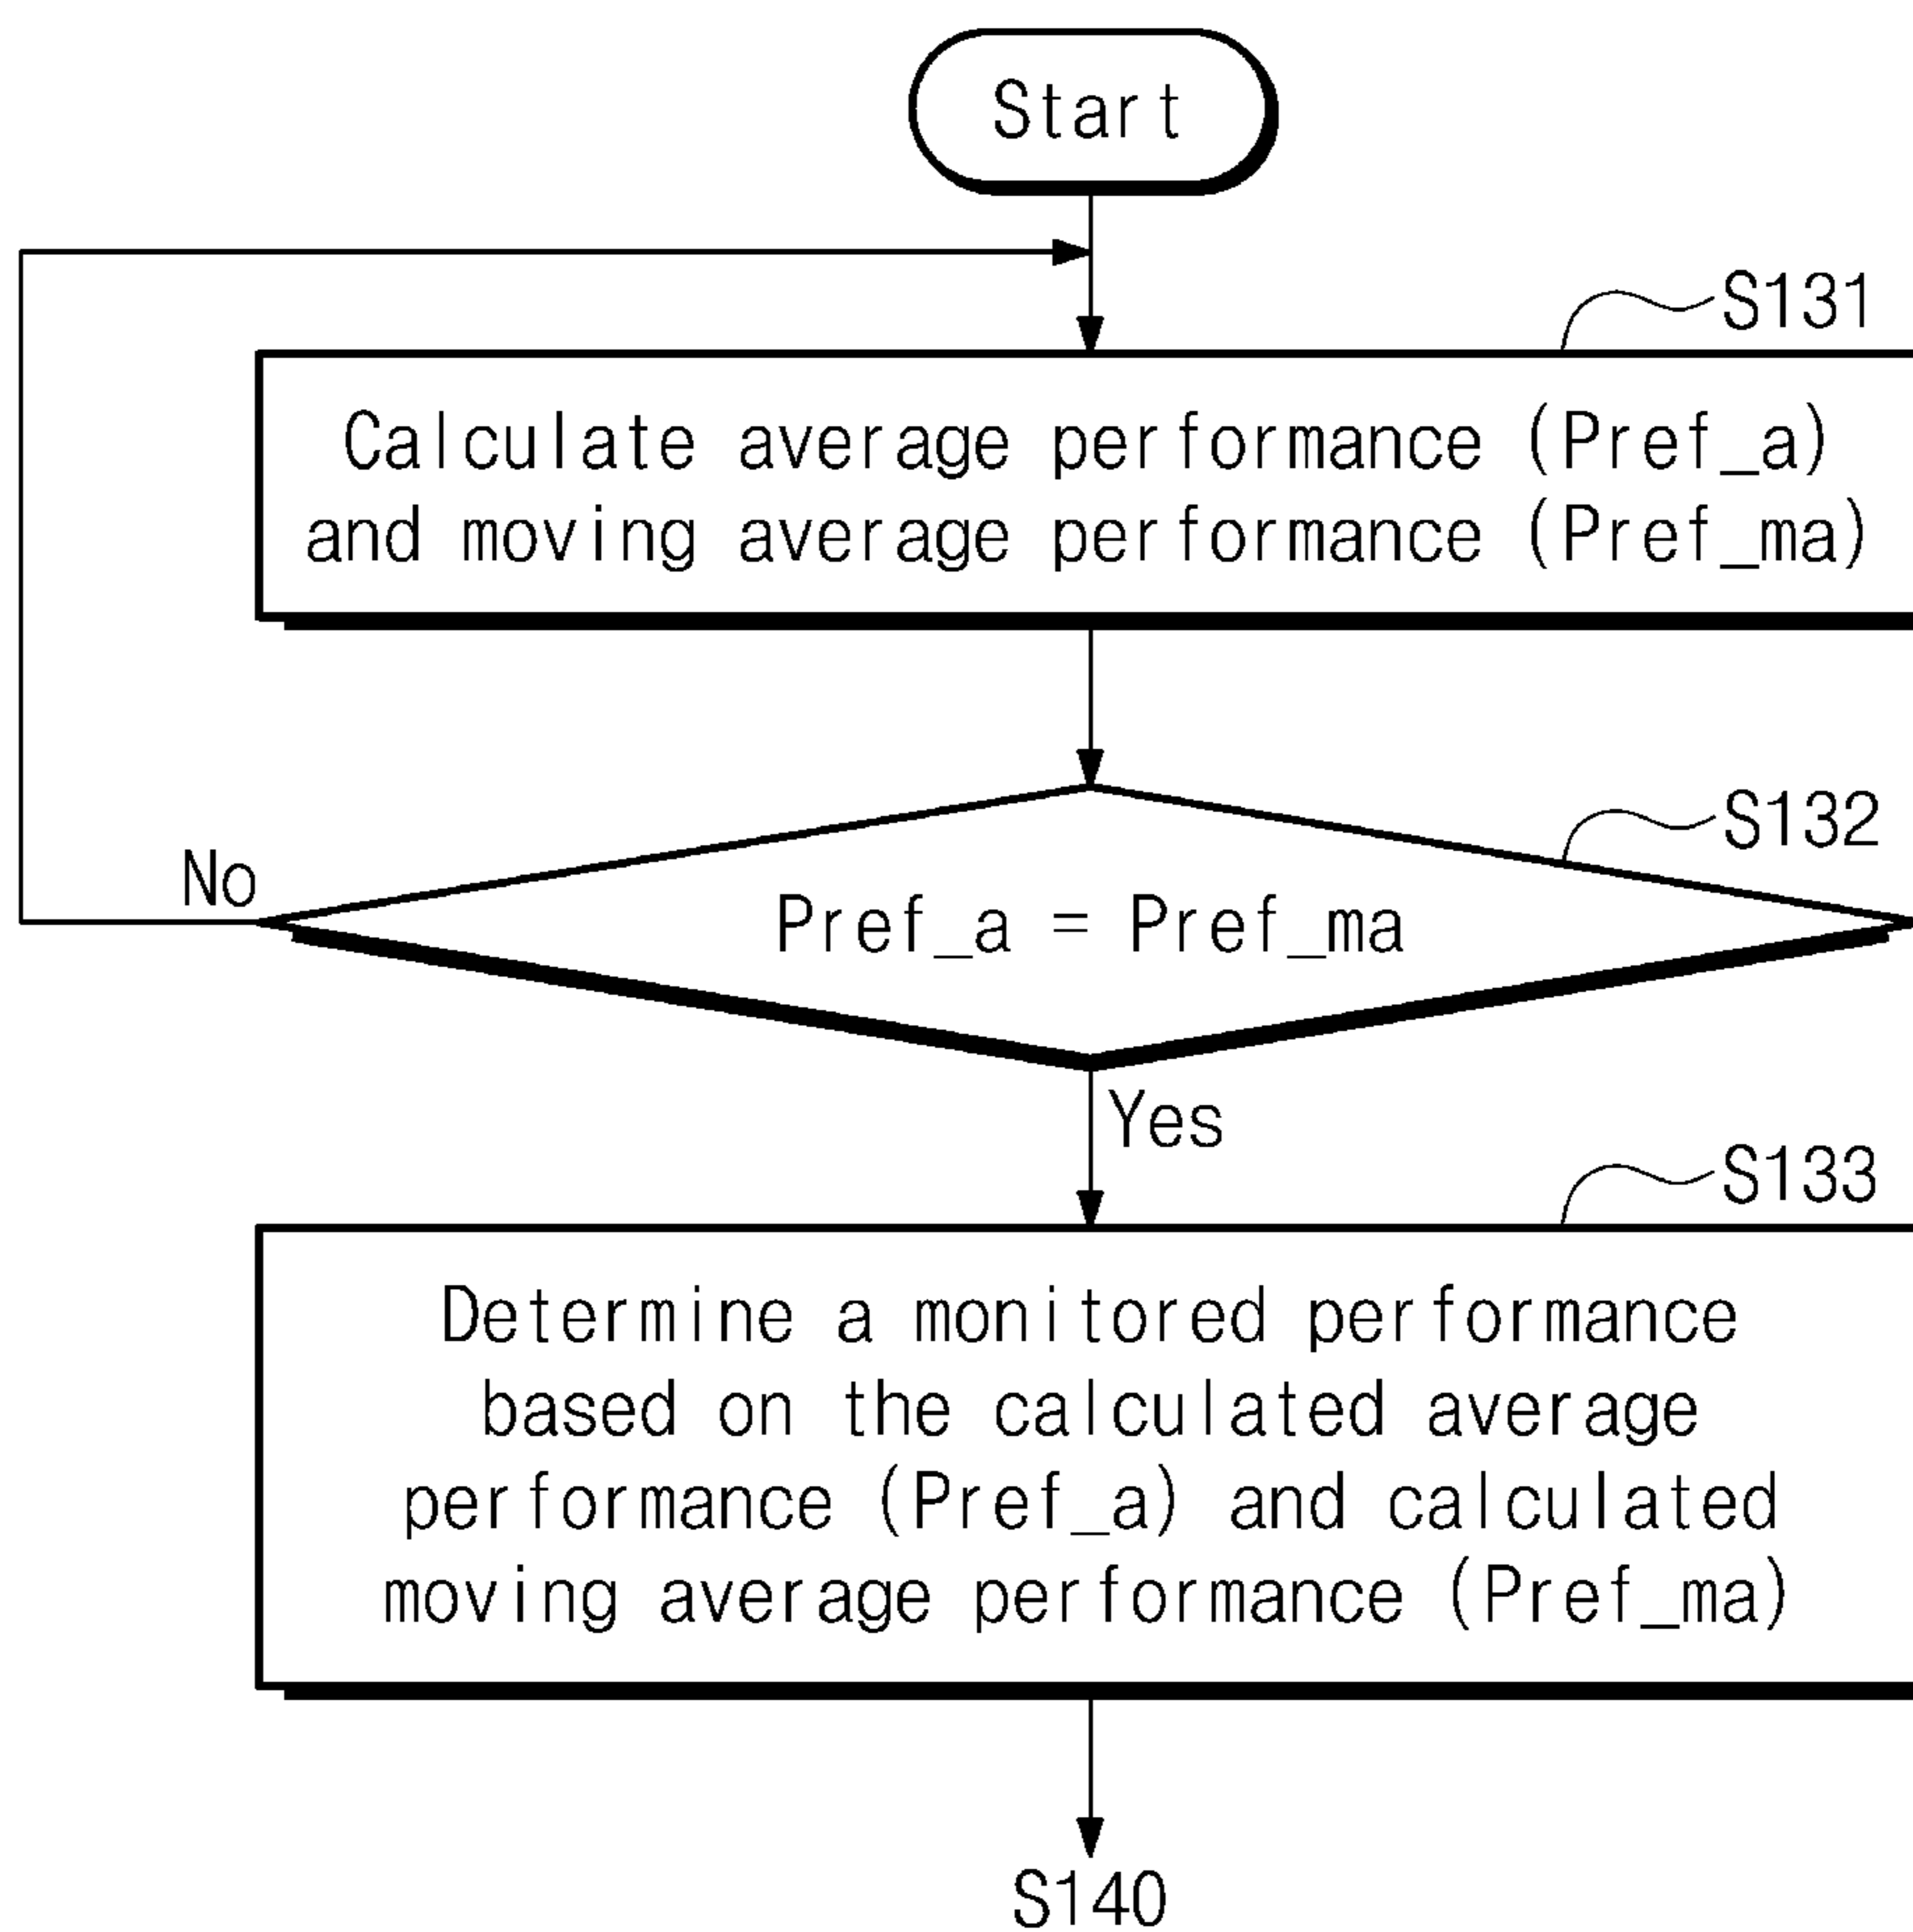 Start
S131
Calculate average performance (Pref_a)
and moving average performance (Pref_ma)
S132
No
Pref_a = Pref_ma
Yes
S133
Determine a monitored performance
based on the calculated average
performance (Pref_a) and calculated
moving average performance (Pref_ma)
S140